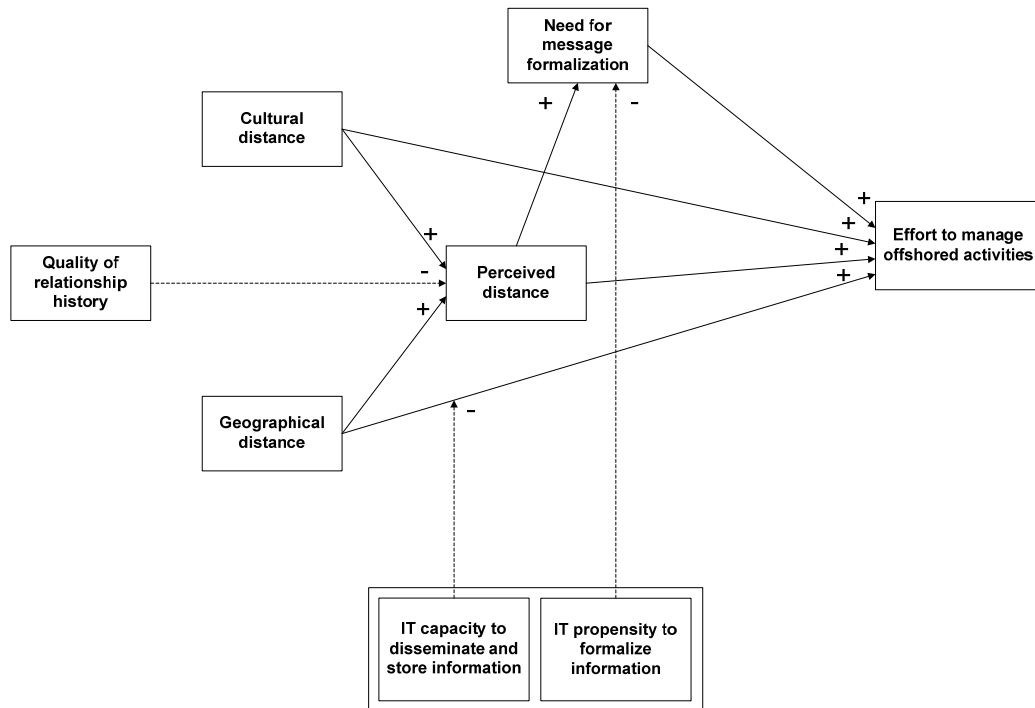 Need for
message
formalization
+
-
Cultural
distance
+
+
Effort to manage
offshored activities
+
+
+
Quality of
relationship
history
-
Perceived
distance
+
Geographical
distance
-
IT capacity to
disseminate and
store information
IT propensity to
formalize
information